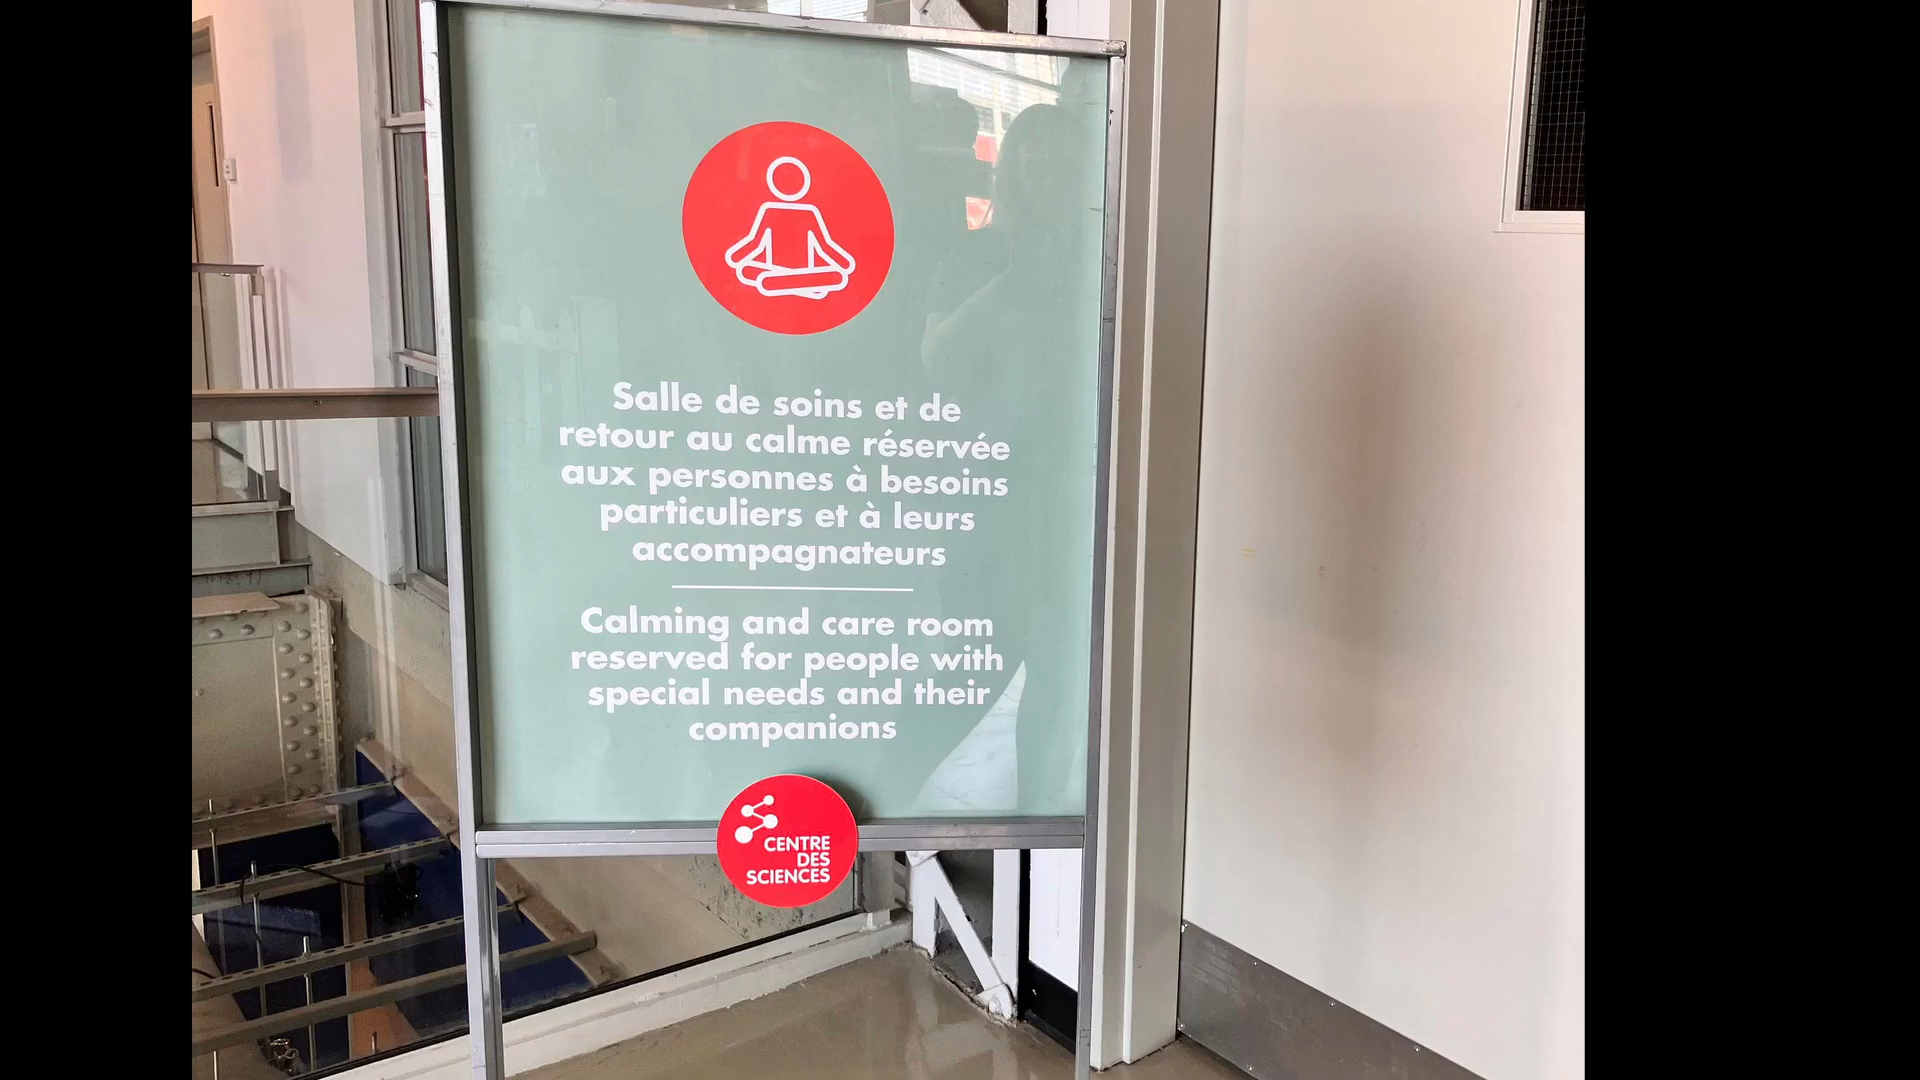 Salle de soins et de
retour au calme réservée
aux personnes à besoins
particuliers et à leurs
accompagnateurs
Calming and care room
reserved for people with
special needs and their
companions
CENTRE
DES
SCIENCES